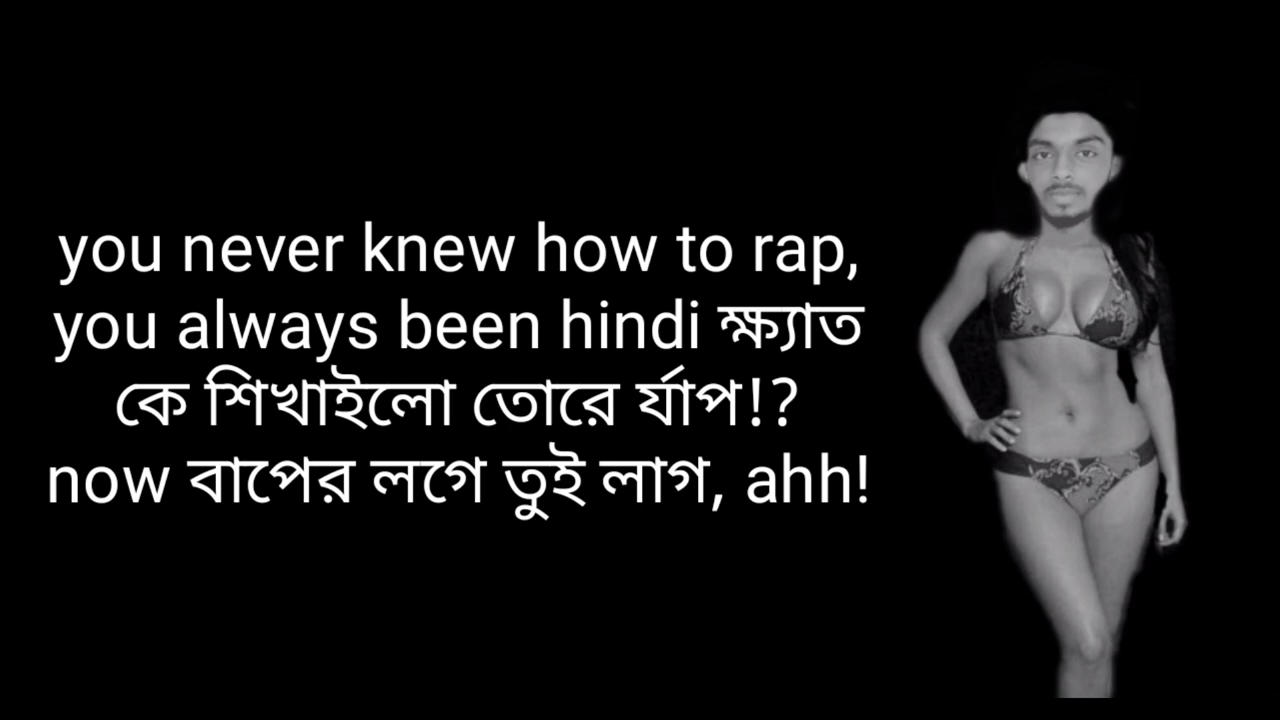 you never knew how to rap,
you always been hindi ক্ষ্যাত
কে শিখাইলো তোরে র্যাপ!?
now বাপের লগে তুই লাগ, ahh!